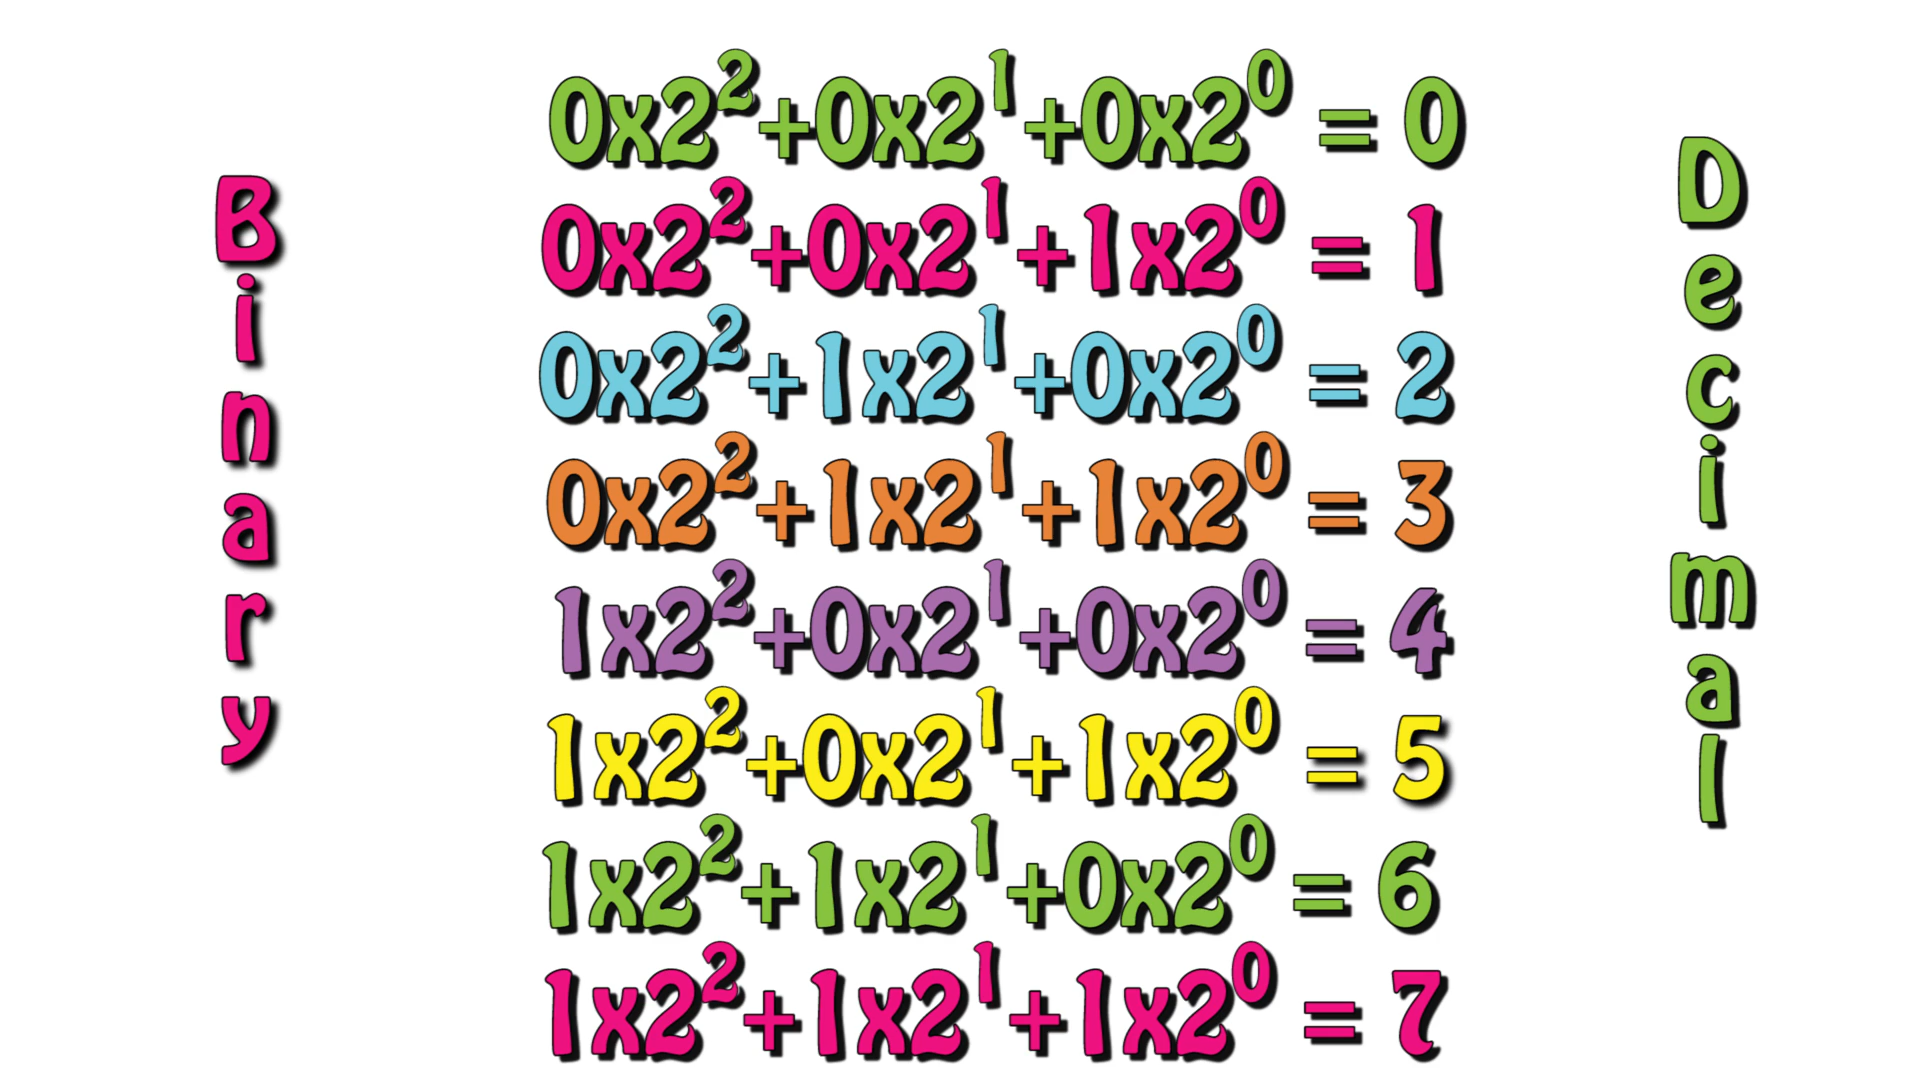 Binary
0x2²+0x2¹+0x2⁰ = 0
0x2²+0x2¹+1x2⁰ = 1
0x2²+1x2¹+0x2⁰ = 2
0x2²+1x2¹+1x2⁰ = 3
1x2²+0x2¹+0x2⁰ = 4
1x2²+0x2¹+1x2⁰ = 5
1x2²+1x2¹+0x2⁰ = 6
1x2²+1x2¹+1x2⁰ = 7
Decimal